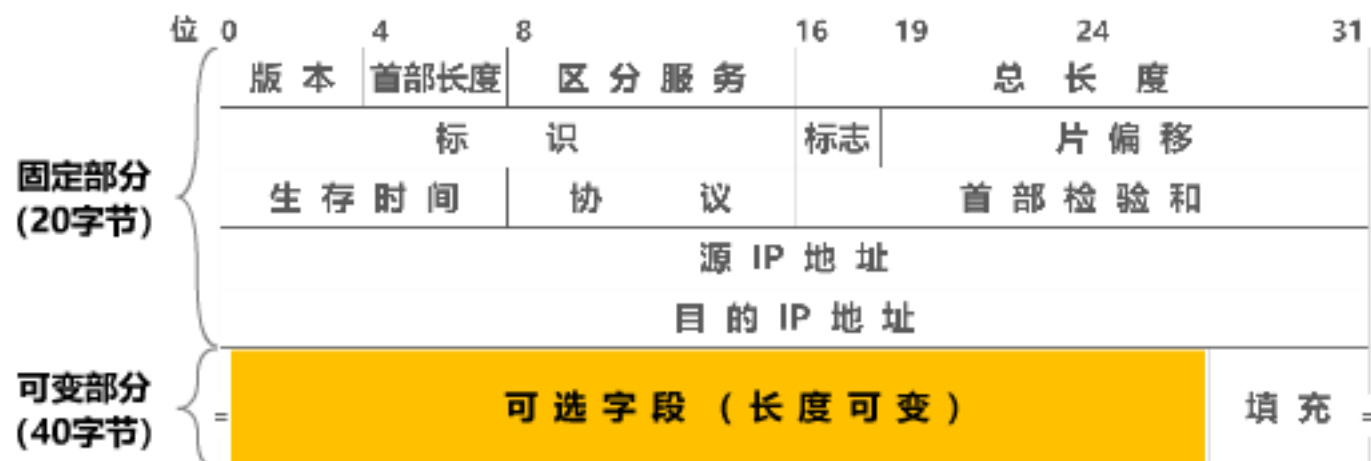 位 0 4 8 16 19 24 31
版 本 首部长度 区 分 服 务 总 长 度
标 识 标志 片 偏 移
固定部分
(20字节)
生 存 时 间 协 议 首 部 检 验 和
源 IP 地 址
目 的 IP 地 址
可变部分
(40字节)
= 可 选 字 段 ( 长 度 可 变 ) 填 充 =